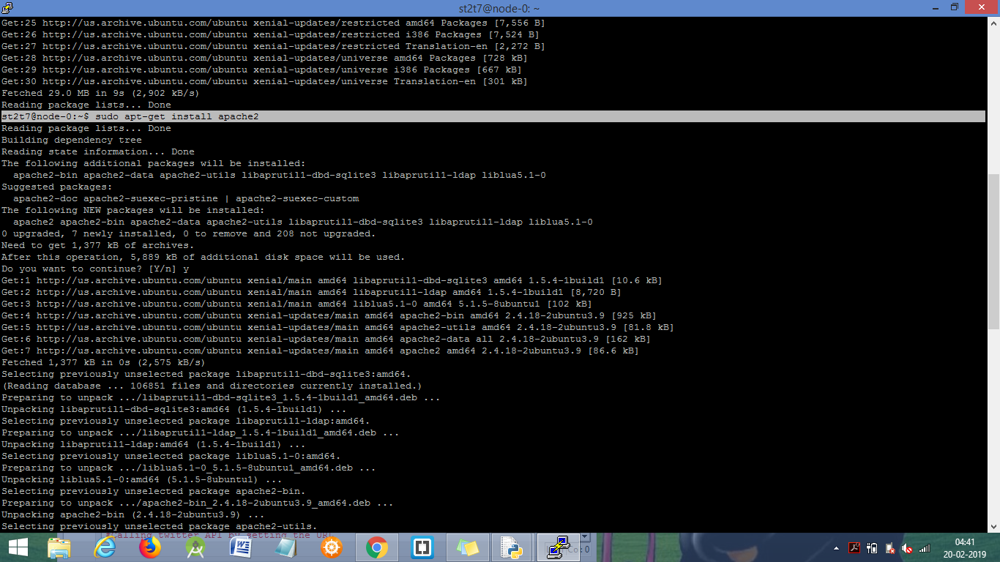 st2t7@node-0: ~
Get:25 http://us.archive.ubuntu.com/ubuntu xenial-updates/restricted amd64 Packages [7,556 B]
Get:26 http://us.archive.ubuntu.com/ubuntu xenial-updates/restricted i386 Packages [7,524 B]
Get:27 http://us.archive.ubuntu.com/ubuntu xenial-updates/restricted Translation-en [2,272 B]
Get:28 http://us.archive.ubuntu.com/ubuntu xenial-updates/universe amd64 Packages [728 kB]
Get:29 http://us.archive.ubuntu.com/ubuntu xenial-updates/universe i386 Packages [667 kB]
Get:30 http://us.archive.ubuntu.com/ubuntu xenial-updates/universe Translation-en [301 kB]
Fetched 29.0 MB in 9s (2,902 kB/s)
Reading package lists... Done
st2t7@node-0:~$ sudo apt-get install apache2
Reading package lists... Done
Building dependency tree
Reading state information... Done
The following additional packages will be installed:
  apache2-bin apache2-data apache2-utils libaprutil1-dbd-sqlite3 libaprutil1-ldap liblua5.1-0
Suggested packages:
  apache2-doc apache2-suexec-pristine | apache2-suexec-custom
The following NEW packages will be installed:
  apache2 apache2-bin apache2-data apache2-utils libaprutil1-dbd-sqlite3 libaprutil1-ldap liblua5.1-0
0 upgraded, 7 newly installed, 0 to remove and 208 not upgraded.
Need to get 1,377 kB of archives.
After this operation, 5,889 kB of additional disk space will be used.
Do you want to continue? [Y/n] y
Get:1 http://us.archive.ubuntu.com/ubuntu xenial/main amd64 libaprutil1-dbd-sqlite3 amd64 1.5.4-1build1 [10.6 kB]
Get:2 http://us.archive.ubuntu.com/ubuntu xenial/main amd64 libaprutil1-ldap amd64 1.5.4-1build1 [8,720 B]
Get:3 http://us.archive.ubuntu.com/ubuntu xenial/main amd64 liblua5.1-0 amd64 5.1.5-8ubuntu1 [102 kB]
Get:4 http://us.archive.ubuntu.com/ubuntu xenial-updates/main amd64 apache2-bin amd64 2.4.18-2ubuntu3.9 [925 kB]
Get:5 http://us.archive.ubuntu.com/ubuntu xenial-updates/main amd64 apache2-utils amd64 2.4.18-2ubuntu3.9 [81.8 kB]
Get:6 http://us.archive.ubuntu.com/ubuntu xenial-updates/main amd64 apache2-data all 2.4.18-2ubuntu3.9 [162 kB]
Get:7 http://us.archive.ubuntu.com/ubuntu xenial-updates/main amd64 apache2 amd64 2.4.18-2ubuntu3.9 [86.6 kB]
Fetched 1,377 kB in 0s (2,575 kB/s)
Selecting previously unselected package libaprutil1-dbd-sqlite3:amd64.
(Reading database ... 106851 files and directories currently installed.)
Preparing to unpack .../libaprutil1-dbd-sqlite3_1.5.4-1build1_amd64.deb ...
Unpacking libaprutil1-dbd-sqlite3:amd64 (1.5.4-1build1) ...
Selecting previously unselected package libaprutil1-ldap:amd64.
Preparing to unpack .../libaprutil1-ldap_1.5.4-1build1_amd64.deb ...
Unpacking libaprutil1-ldap:amd64 (1.5.4-1build1) ...
Selecting previously unselected package liblua5.1-0:amd64.
Preparing to unpack .../liblua5.1-0_5.1.5-8ubuntu1_amd64.deb ...
Unpacking liblua5.1-0:amd64 (5.1.5-8ubuntu1) ...
Selecting previously unselected package apache2-bin.
Preparing to unpack .../apache2-bin_2.4.18-2ubuntu3.9_amd64.deb ...
Unpacking apache2-bin (2.4.18-2ubuntu3.9) ...
Selecting previously unselected package apache2-utils.
#Calling twitter API by setting the URL
Co: 0
04:41
20-02-2019